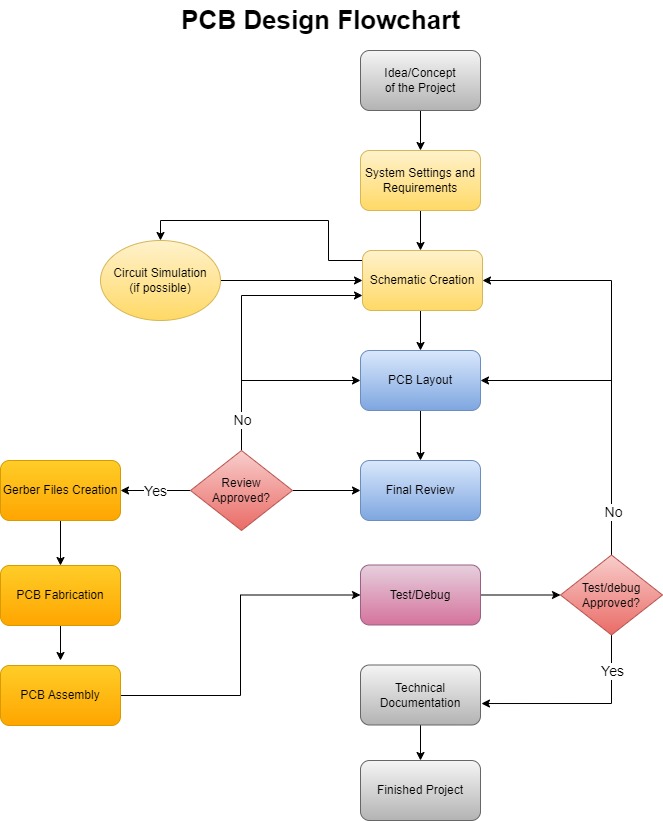 PCB Design Flowchart
Idea/Concept
of the Project
System Settings and
Requirements
Circuit Simulation
(if possible)
Schematic Creation
PCB Layout
No
Gerber Files Creation
Yes
Review
Approved?
Final Review
No
PCB Fabrication
Test/Debug
Test/debug
Approved?
Yes
PCB Assembly
Technical
Documentation
Finished Project